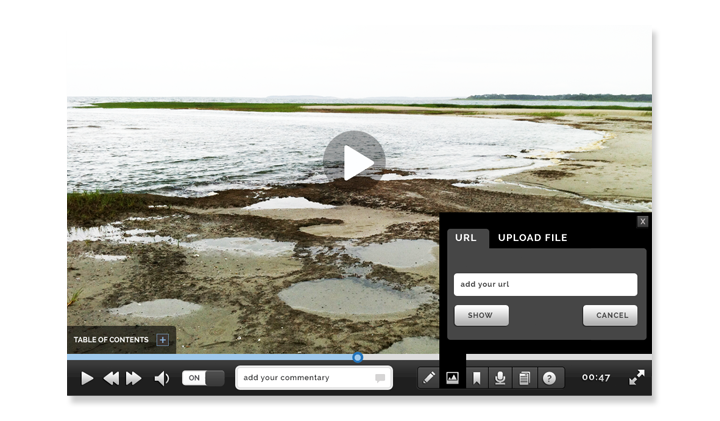 X
URL UPLOAD FILE
add your url
SHOW CANCEL
TABLE OF CONTENTS +
ON add your commentary ? 00:47